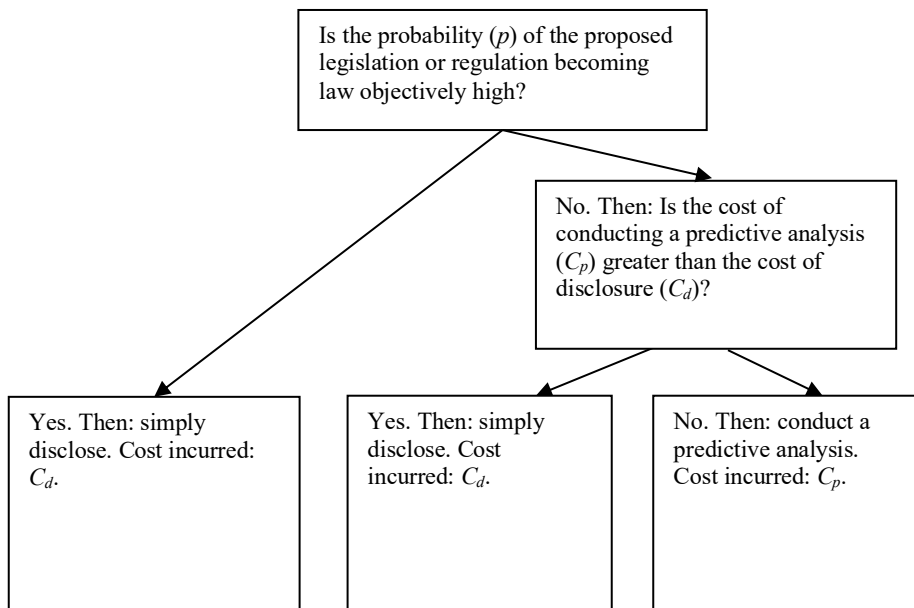 Is the probability (p) of the proposed
legislation or regulation becoming
law objectively high?
No. Then: Is the cost of
conducting a predictive analysis
(Cp) greater than the cost of
disclosure (Cd)?
Yes. Then: simply
disclose. Cost incurred:
Cd.
Yes. Then: simply
disclose. Cost
incurred: Cd.
No. Then: conduct a
predictive analysis.
Cost incurred: Cp.